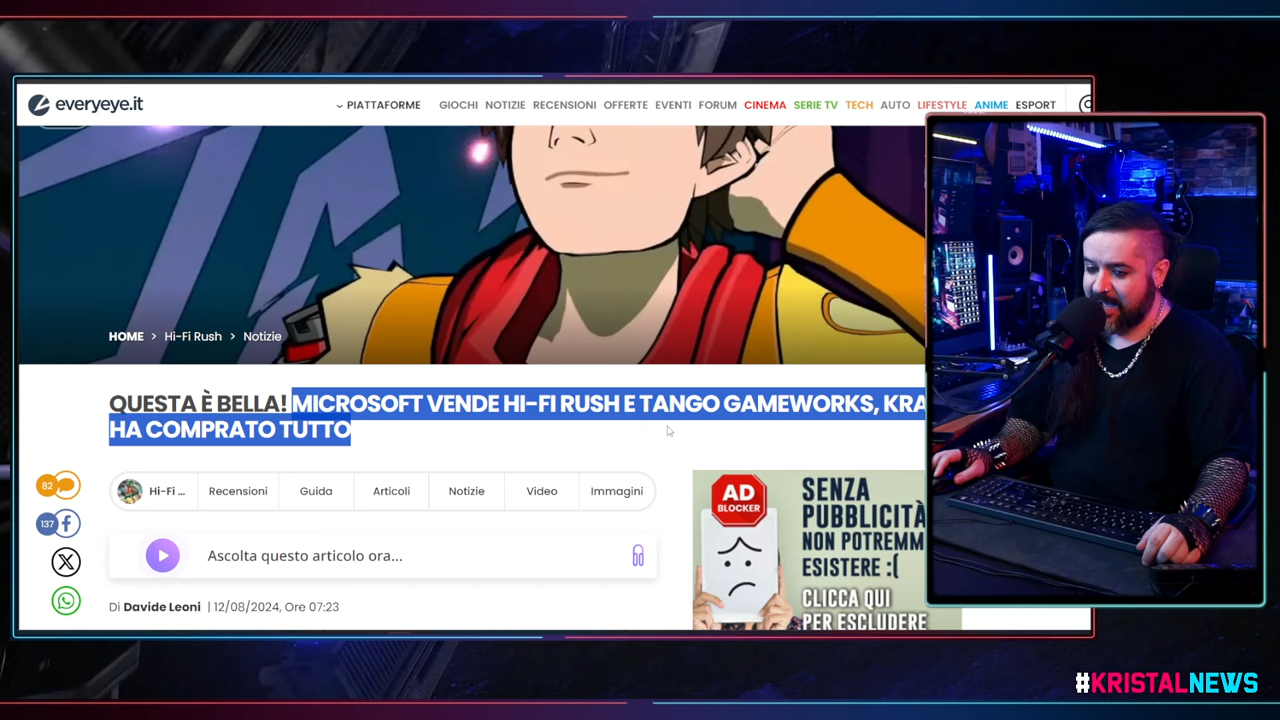 everyeye.it
PIATTAFORME GIOCHI NOTIZIE RECENSIONI OFFERTE EVENTI FORUM CINEMA SERIE TV TECH AUTO LIFESTYLE ANIME ESPORT
HOME > Hi-Fi Rush > Notizie
QUESTA È BELLA! MICROSOFT VENDE HI-FI RUSH E TANGO GAMEWORKS, KRA
HA COMPRATO TUTTO
82
137
Hi-Fi ... Recensioni Guida Articoli Notizie Video Immagini
Ascolta questo articolo ora...
Di Davide Leoni | 12/08/2024, Ore 07:23
AD
BLOCKER
SENZA
PUBBLICITÀ
NON POTREMM
ESISTERE :(
CLICCA QUI
PER ESCLUDERE
#KRISTALNEWS